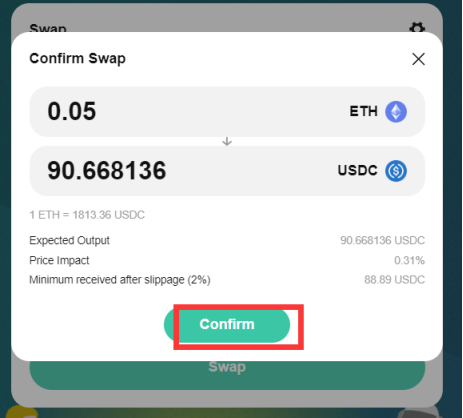 Swap
Confirm Swap
0.05 ETH
90.668136 USDC
1 ETH = 1813.36 USDC
Expected Output 90.668136 USDC
Price Impact 0.31%
Minimum received after slippage (2%) 88.89 USDC
Confirm
Swap